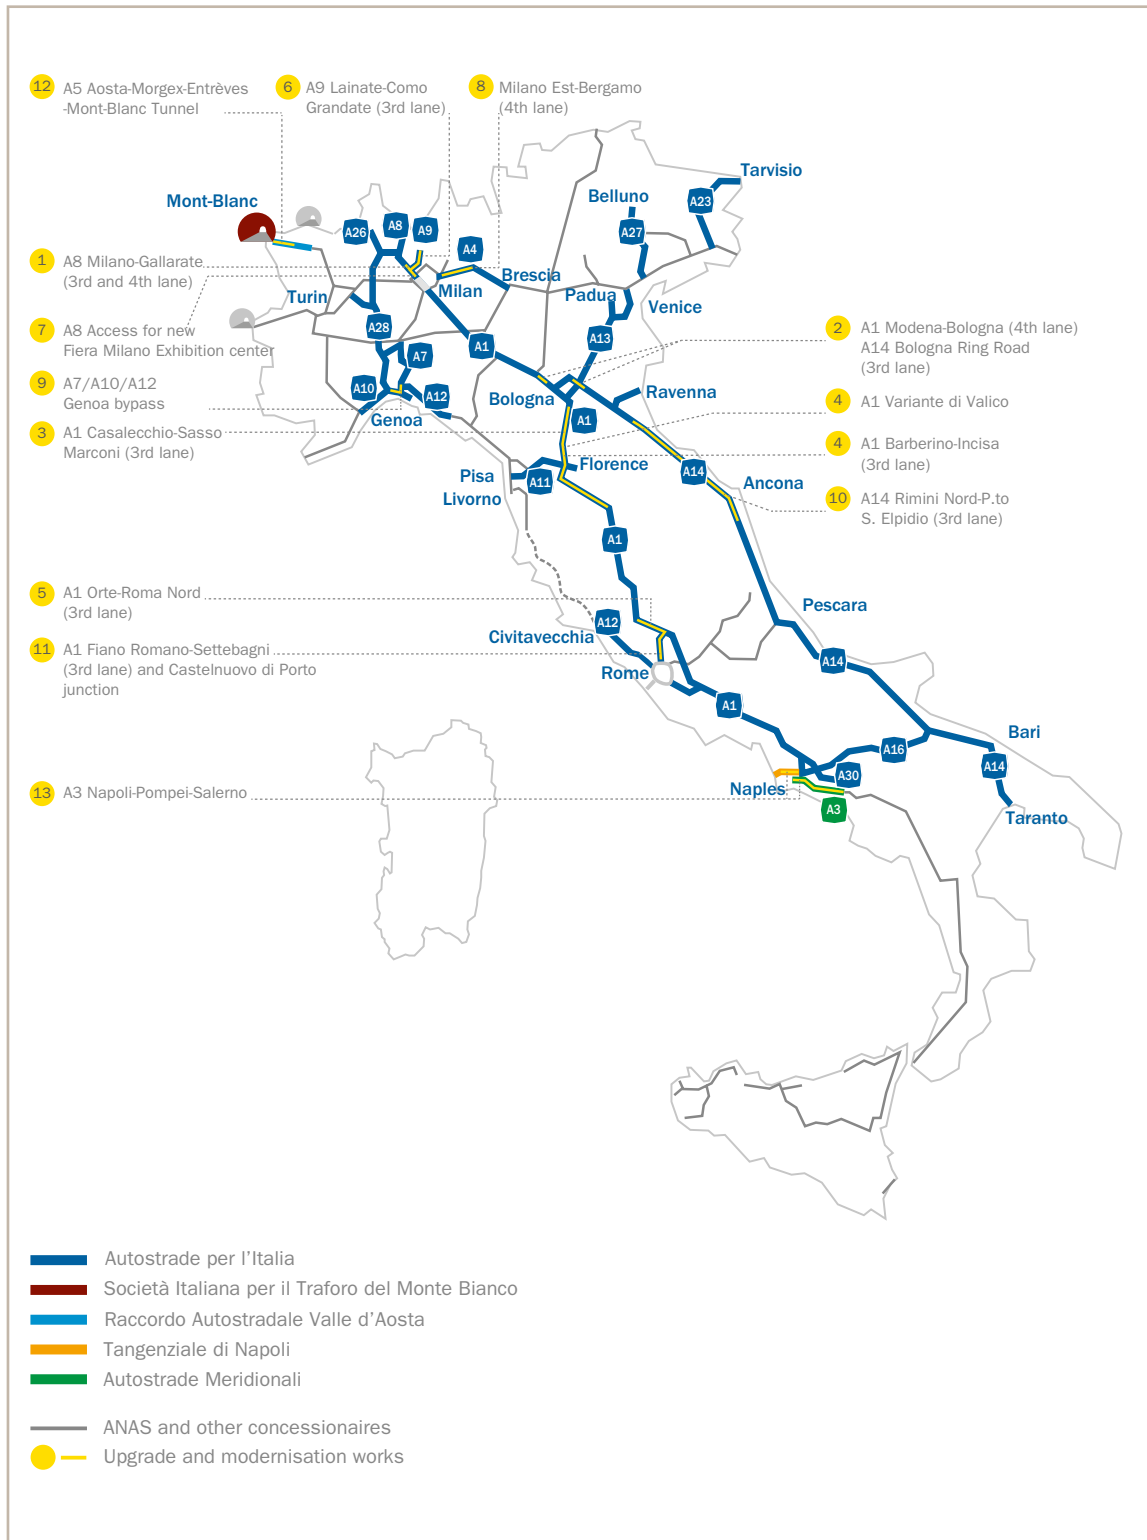 12 A5 Aosta-Morgex-Entrèves
-Mont-Blanc Tunnel
6 A9 Lainate-Como
Grandate (3rd lane)
8 Milano Est-Bergamo
(4th lane)
Tarvisio
Belluno
A23
Mont-Blanc
A26
A8
A9
A27
A4
1 A8 Milano-Gallarate
(3rd and 4th lane)
Brescia
Turin
Milan
Padua
Venice
7 A8 Access for new
Fiera Milano Exhibition center
A28
A13
A1
A7
2 A1 Modena-Bologna (4th lane)
A14 Bologna Ring Road
(3rd lane)
9 A7/A10/A12
Genoa bypass
A10
A12
Genoa
Bologna
Ravenna
A1
4 A1 Variante di Valico
3 A1 Casalecchio-Sasso
Marconi (3rd lane)
4 A1 Barberino-Incisa
(3rd lane)
Pisa
Livorno
A11
Florence
A14
Ancona
10 A14 Rimini Nord-P.to
S. Elpidio (3rd lane)
A1
5 A1 Orte-Roma Nord
(3rd lane)
Pescara
A12
Civitavecchia
11 A1 Fiano Romano-Settebagni
(3rd lane) and Castelnuovo di Porto
junction
Rome
A14
A1
Bari
A16
A14
A30
13 A3 Napoli-Pompei-Salerno
Naples
A3
Taranto
Autostrade per l’Italia
Società Italiana per il Traforo del Monte Bianco
Raccordo Autostradale Valle d’Aosta
Tangenziale di Napoli
Autostrade Meridionali
ANAS and other concessionaires
Upgrade and modernisation works